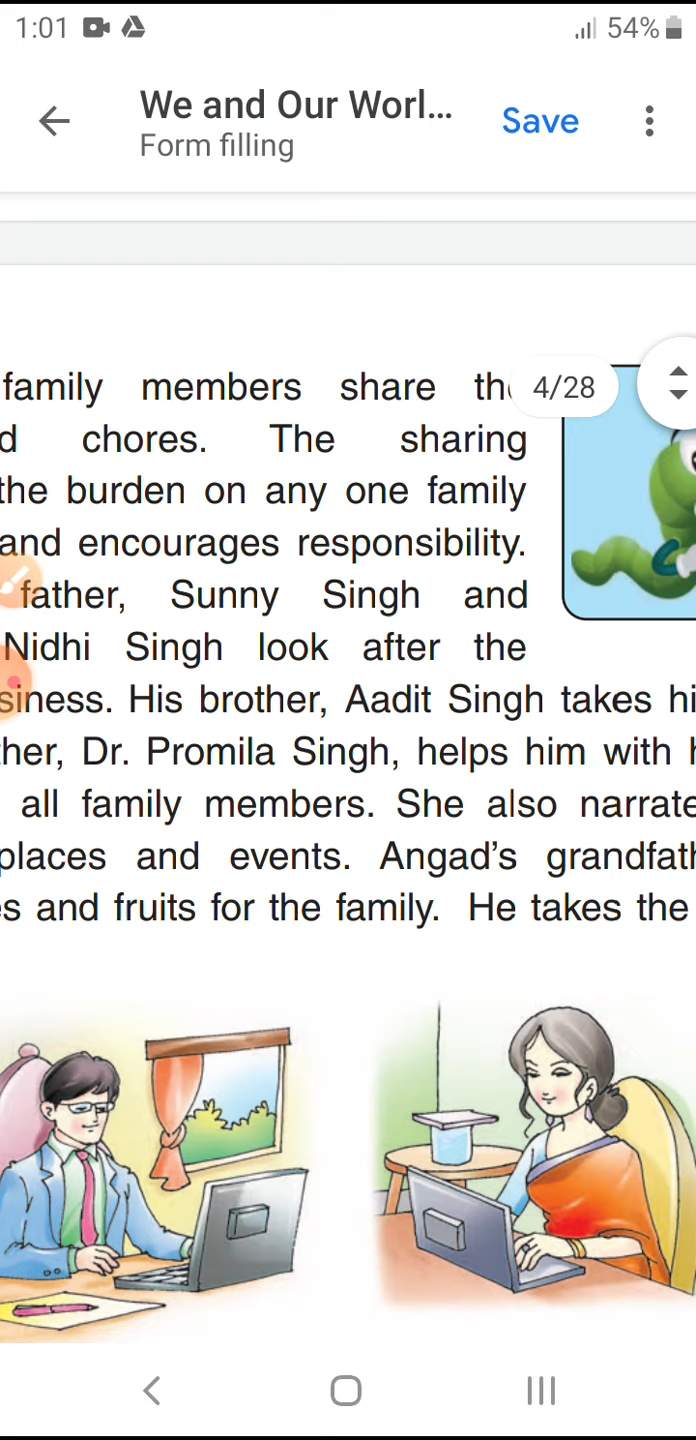 1:01 54%
We and Our Worl...
Save
Form filling
4/28
family members share
chores. The sharing
the burden on any one family
and encourages responsibility.
father, Sunny Singh and
Nidhi Singh look after the
siness. His brother, Aadit Singh takes hi
ther, Dr. Promila Singh, helps him with h
all family members. She also narrate
places and events. Angad's grandfath
es and fruits for the family. He takes the